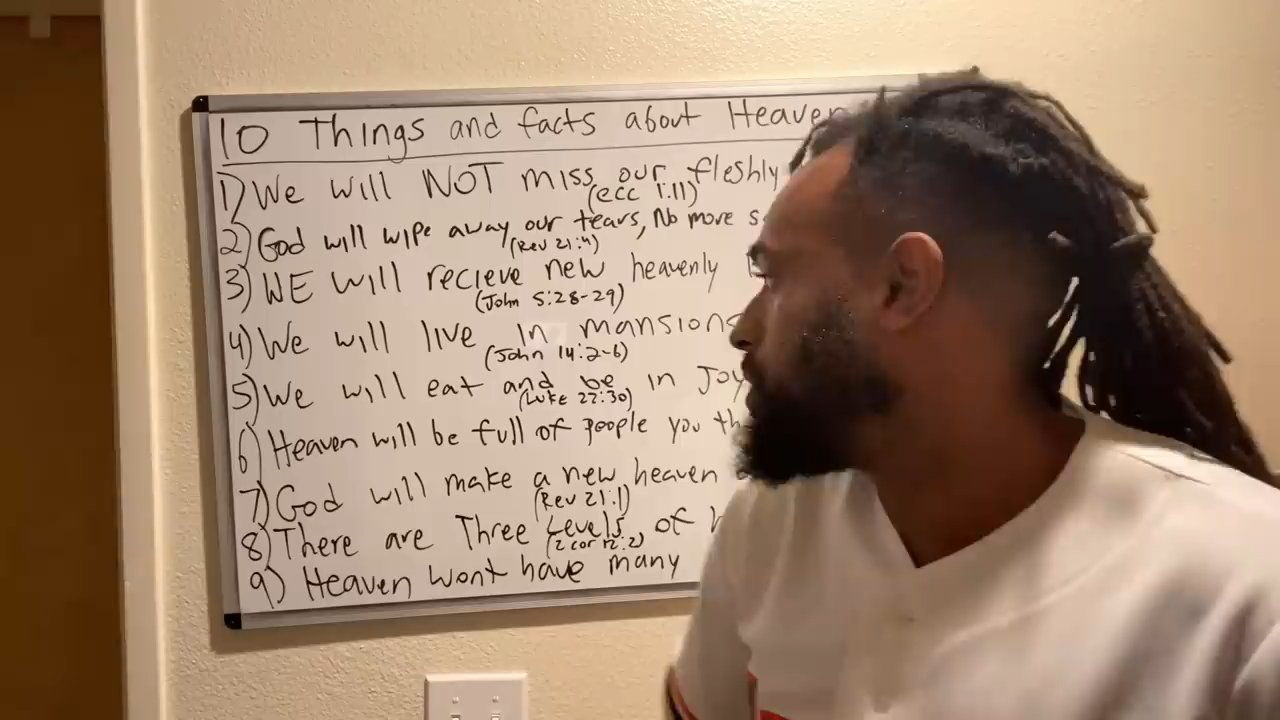 10 Things and facts about Heaven
1) We will NOT miss our fleshly
(ecc 1:11)
2) God will wipe away our tears, No more
(Rev 21:4)
3) WE will recieve new heavenly
(John 5:28-29)
4) We will live in mansions
(John 14:2-6)
5) We will eat and be in Joy
(Luke 22:30)
6) Heaven will be full of people you
7) God will make a new heaven
(Rev 21:1)
8) There are Three Levels of
(2 cor 12:2)
9) Heaven wont have many